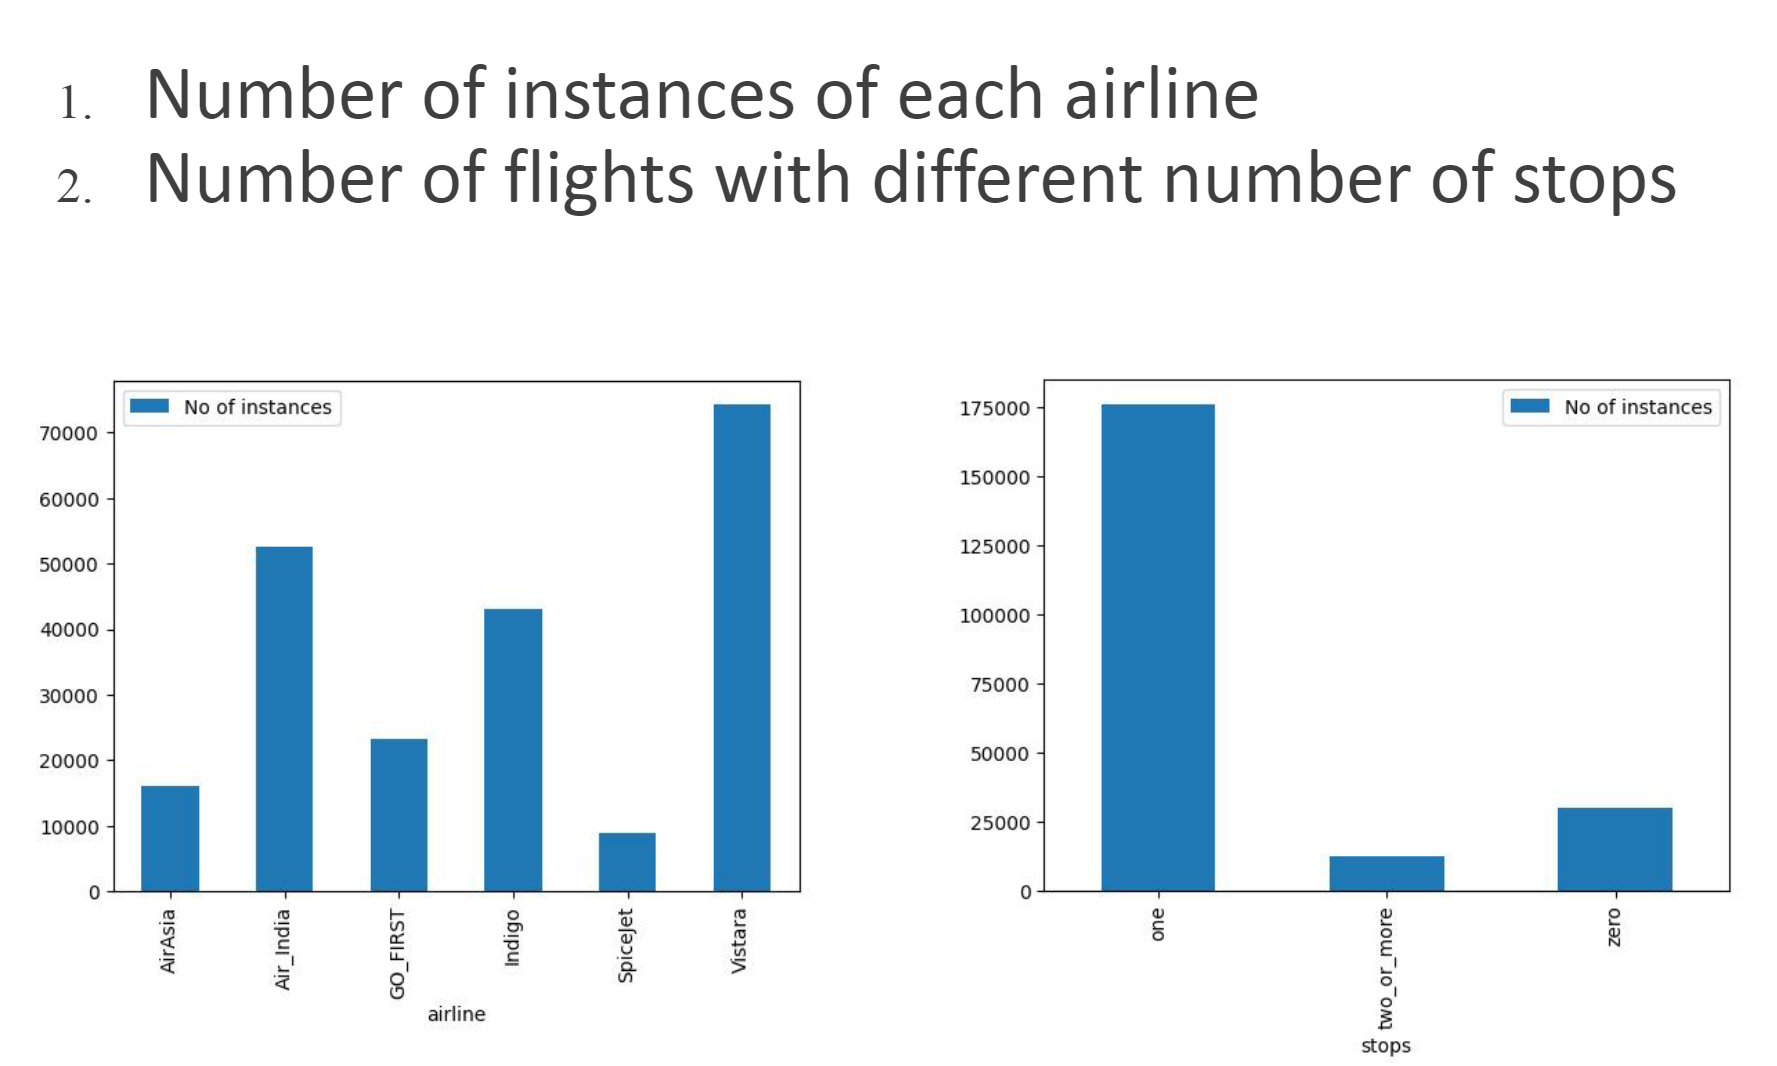 1. Number of instances of each airline
2. Number of flights with different number of stops
No of instances
70000
60000
50000
40000
30000
20000
10000
0
AirAsia
Air_India
GO_FIRST
Indigo
SpiceJet
Vistara
airline
No of instances
175000
150000
125000
100000
75000
50000
25000
0
one
two_or_more
zero
stops